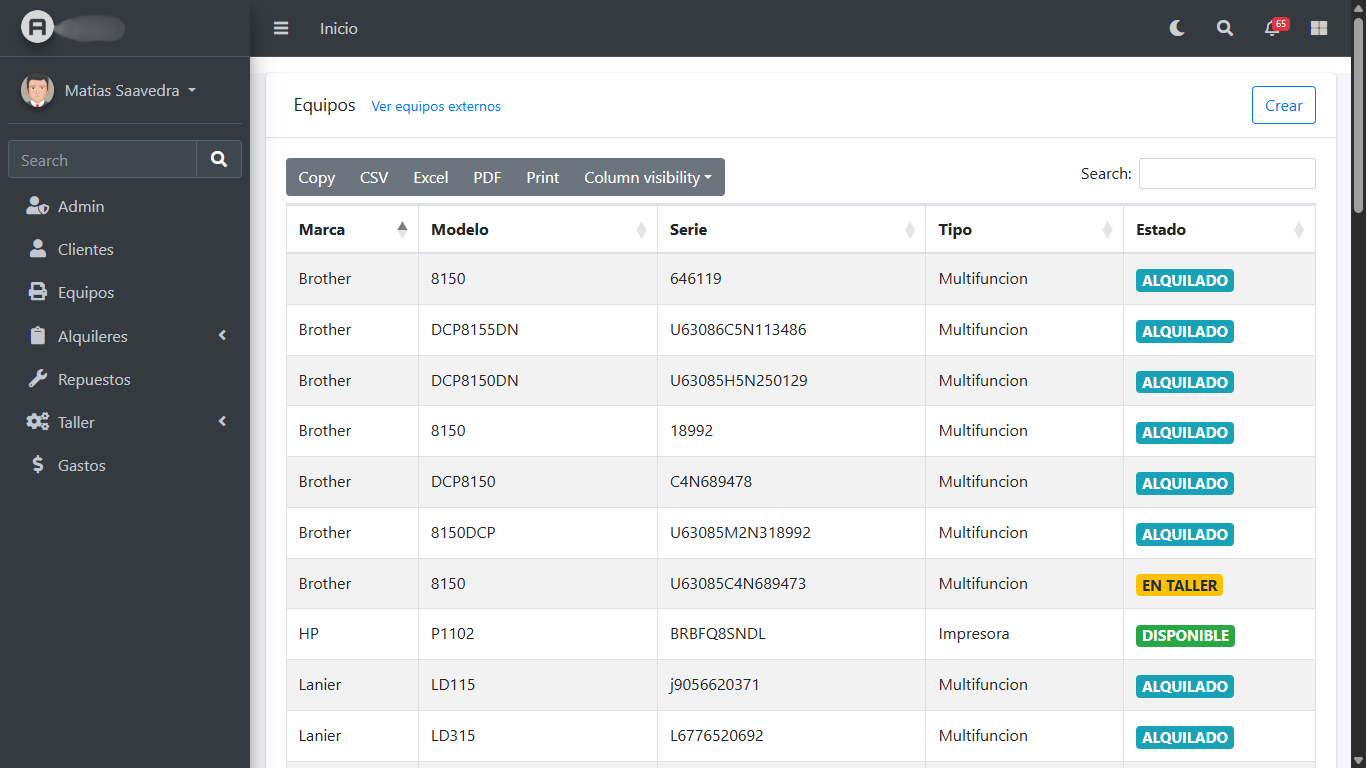 A
Inicio
65
Matias Saavedra
Search
Admin
Clientes
Equipos
Alquileres
Repuestos
Taller
Gastos
Equipos Ver equipos externos Crear
Copy CSV Excel PDF Print Column visibility Search:
Marca Modelo Serie Tipo Estado
Brother 8150 646119 Multifuncion ALQUILADO
Brother DCP8155DN U63086C5N113486 Multifuncion ALQUILADO
Brother DCP8150DN U63085H5N250129 Multifuncion ALQUILADO
Brother 8150 18992 Multifuncion ALQUILADO
Brother DCP8150 C4N689478 Multifuncion ALQUILADO
Brother 8150DCP U63085M2N318992 Multifuncion ALQUILADO
Brother 8150 U63085C4N689473 Multifuncion EN TALLER
HP P1102 BRBFQ8SNDL Impresora DISPONIBLE
Lanier LD115 j9056620371 Multifuncion ALQUILADO
Lanier LD315 L6776520692 Multifuncion ALQUILADO